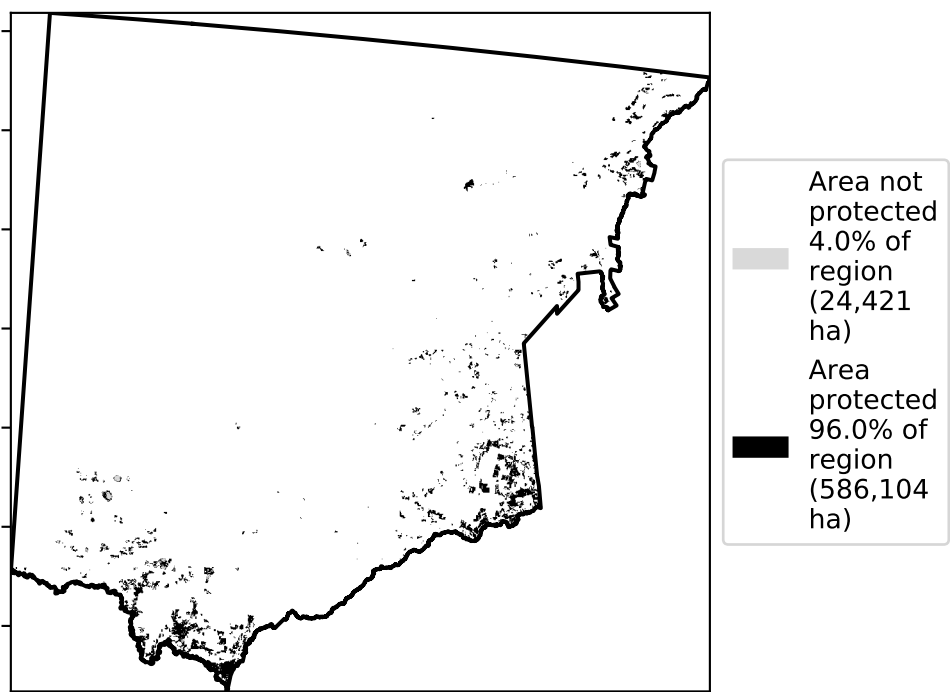 Area not
protected
4.0% of
region
(24,421
ha)
Area
protected
96.0% of
region
(586,104
ha)